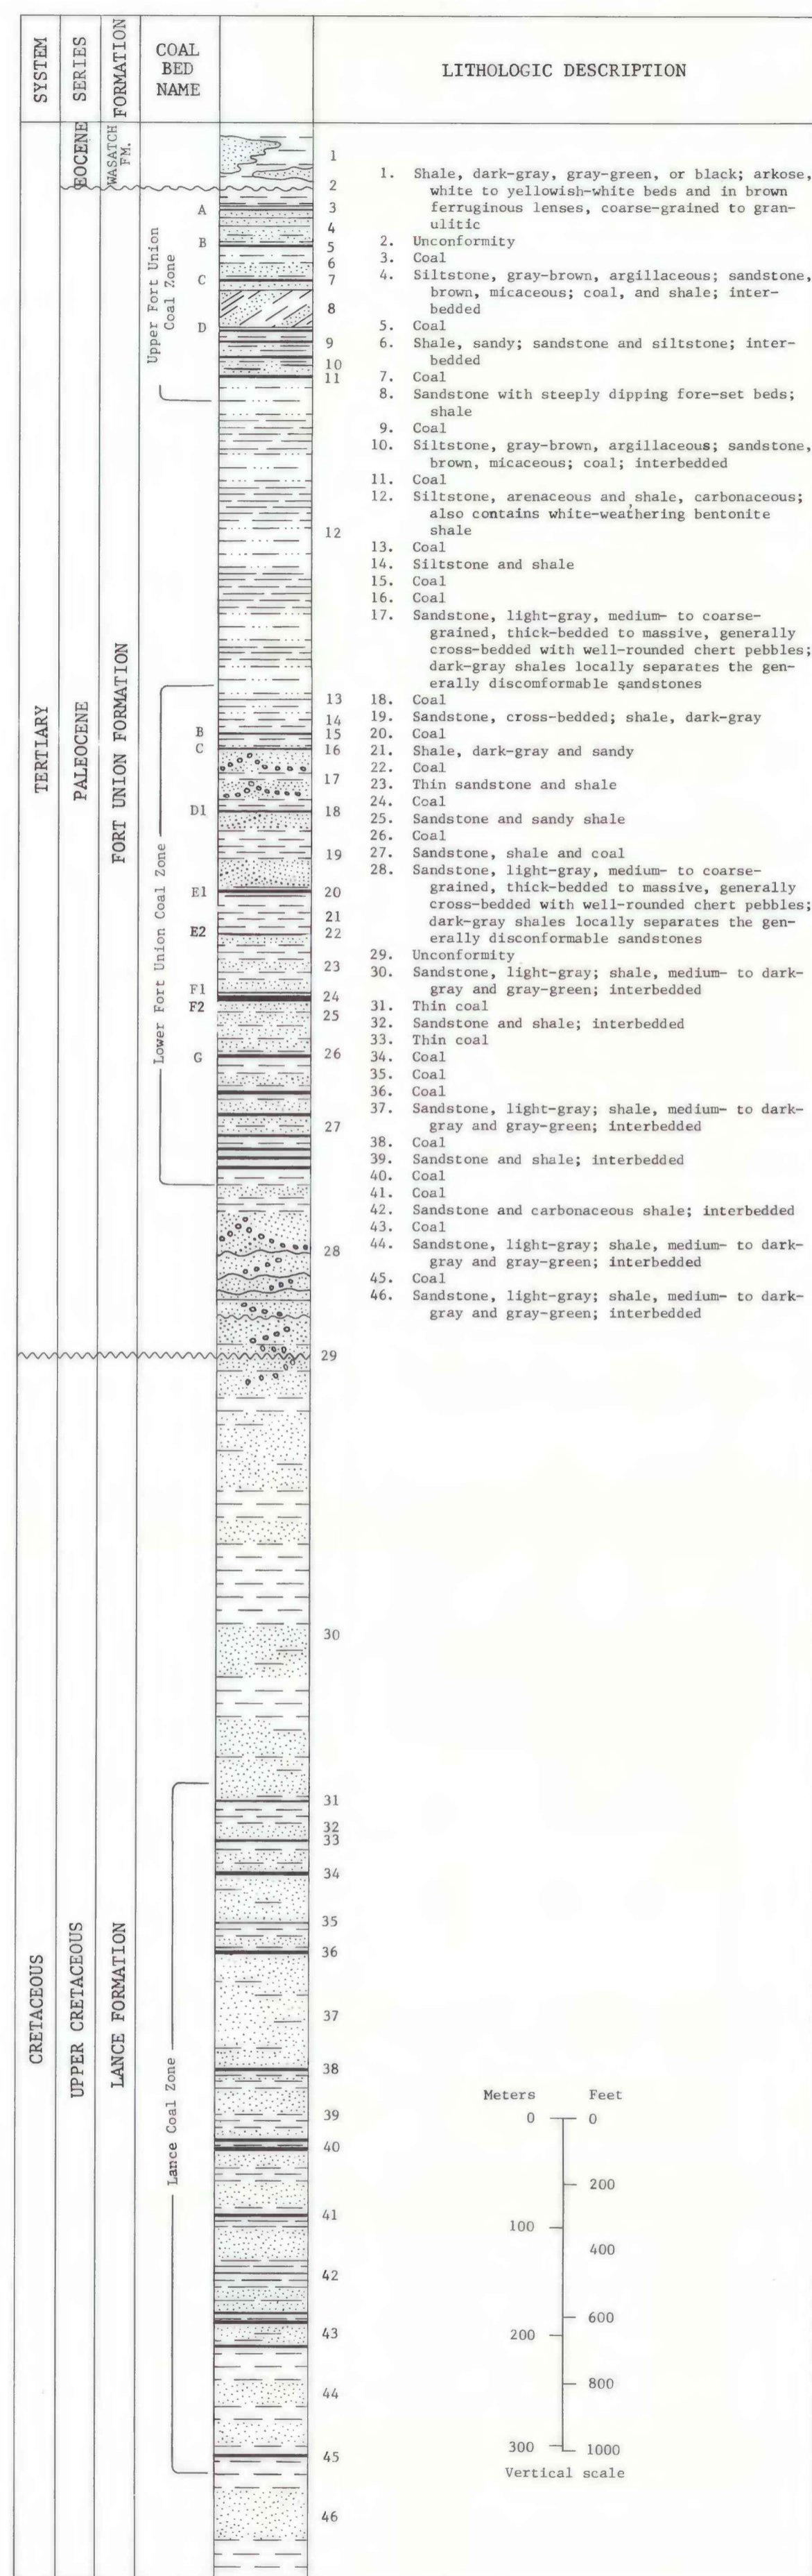 SYSTEM
SERIES
FORMATION
COAL
BED
NAME
LITHOLOGIC DESCRIPTION
EOCENE
WASATCH
FM.
TERTIARY
PALEOCENE
FORT UNION FORMATION
CRETACEOUS
UPPER CRETACEOUS
LANCE FORMATION
Upper Fort Union
Coal Zone
A
B
C
D
Lower Fort Union Coal Zone
B
C
D1
E1
E2
F1
F2
G
Lance Coal Zone
1
2
3
4
5
6
7
8
9
10
11
12
13
14
15
16
17
18
19
20
21
22
23
24
25
26
27
28
29
30
31
32
33
34
35
36
37
38
39
40
41
42
43
44
45
46
1. Shale, dark-gray, gray-green, or black; arkose,
white to yellowish-white beds and in brown
ferruginous lenses, coarse-grained to gran-
ulitic
2. Unconformity
3. Coal
4. Siltstone, gray-brown, argillaceous; sandstone,
brown, micaceous; coal, and shale; inter-
bedded
5. Coal
6. Shale, sandy; sandstone and siltstone; inter-
bedded
7. Coal
8. Sandstone with steeply dipping fore-set beds;
shale
9. Coal
10. Siltstone, gray-brown, argillaceous; sandstone,
brown, micaceous; coal; interbedded
11. Coal
12. Siltstone, arenaceous and shale, carbonaceous;
also contains white-weathering bentonite
shale
13. Coal
14. Siltstone and shale
15. Coal
16. Coal
17. Sandstone, light-gray, medium- to coarse-
grained, thick-bedded to massive, generally
cross-bedded with well-rounded chert pebbles;
dark-gray shales locally separates the gen-
erally discomformable sandstones
18. Coal
19. Sandstone, cross-bedded; shale, dark-gray
20. Coal
21. Shale, dark-gray and sandy
22. Coal
23. Thin sandstone and shale
24. Coal
25. Sandstone and sandy shale
26. Coal
27. Sandstone, shale and coal
28. Sandstone, light-gray, medium- to coarse-
grained, thick-bedded to massive, generally
cross-bedded with well-rounded chert pebbles;
dark-gray shales locally separates the gen-
erally disconformable sandstones
29. Unconformity
30. Sandstone, light-gray; shale, medium- to dark-
gray and gray-green; interbedded
31. Thin coal
32. Sandstone and shale; interbedded
33. Thin coal
34. Coal
35. Coal
36. Coal
37. Sandstone, light-gray; shale, medium- to dark-
gray and gray-green; interbedded
38. Coal
39. Sandstone and shale; interbedded
40. Coal
41. Coal
42. Sandstone and carbonaceous shale; interbedded
43. Coal
44. Sandstone, light-gray; shale, medium- to dark-
gray and gray-green; interbedded
45. Coal
46. Sandstone, light-gray; shale, medium- to dark-
gray and gray-green; interbedded
Meters Feet
0 0
200
100
400
600
200
800
300 1000
Vertical scale